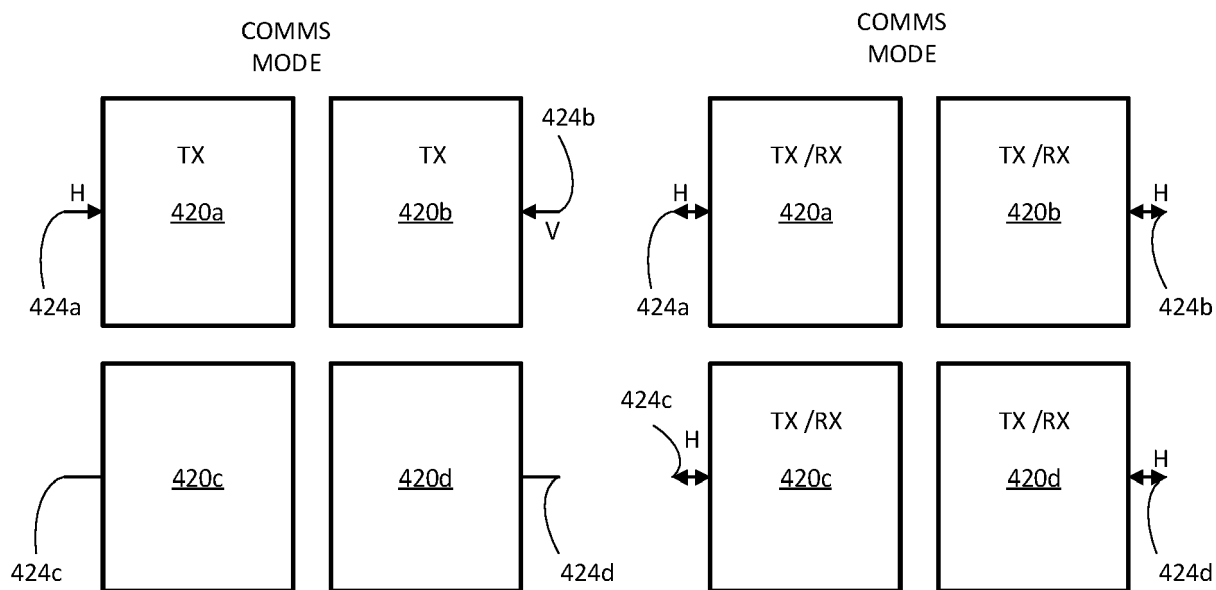 COMMS
MODE
TX
420a
H
424a
TX
420b
424b
V
420c
424c
420d
424d
COMMS
MODE
TX /RX
420a
H
424a
TX /RX
420b
H
424b
TX /RX
420c
424c
H
TX /RX
420d
H
424d